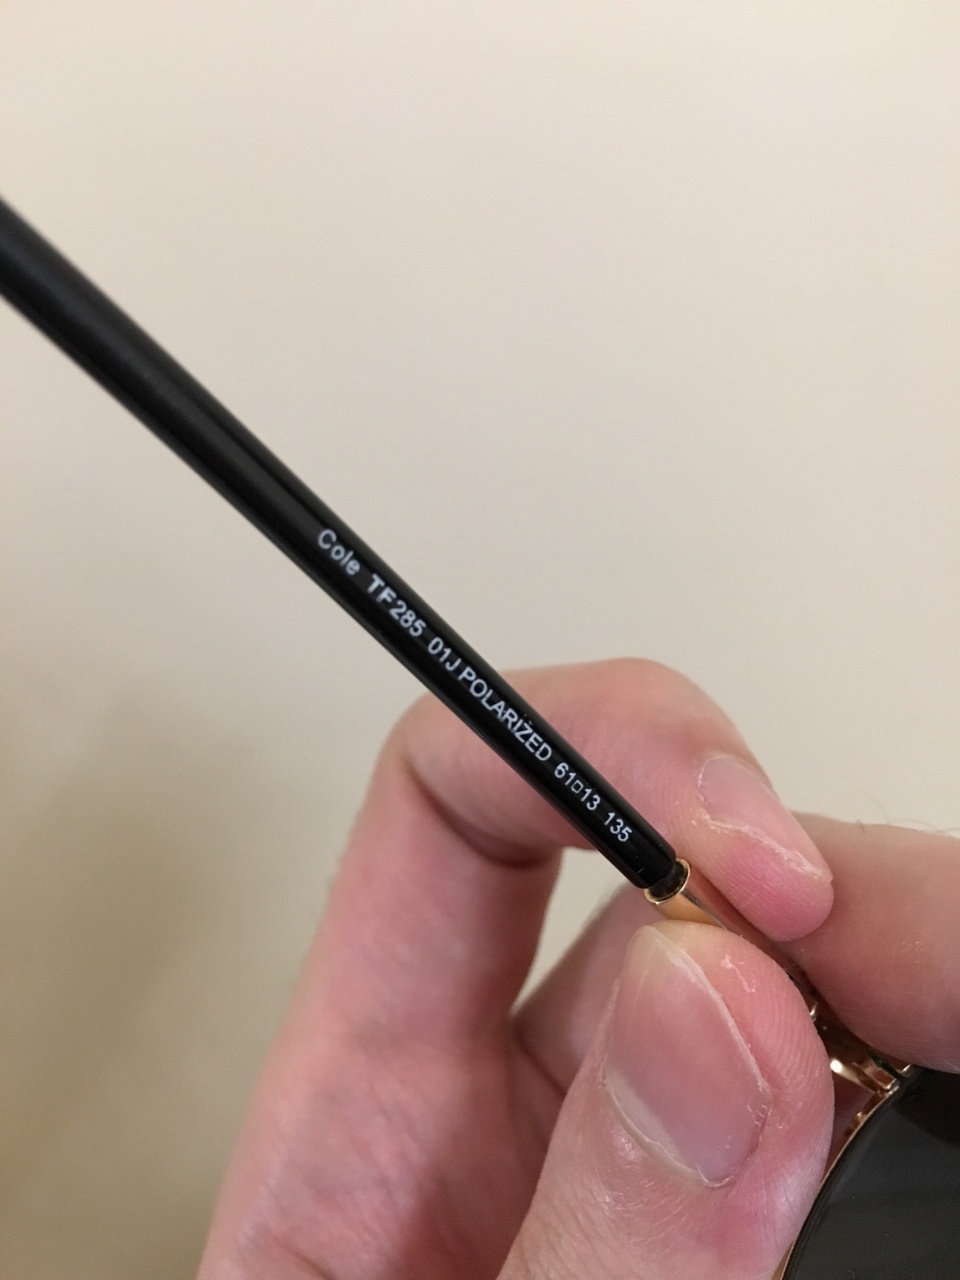 Cole TF285 01J POLARIZED 61□13 135